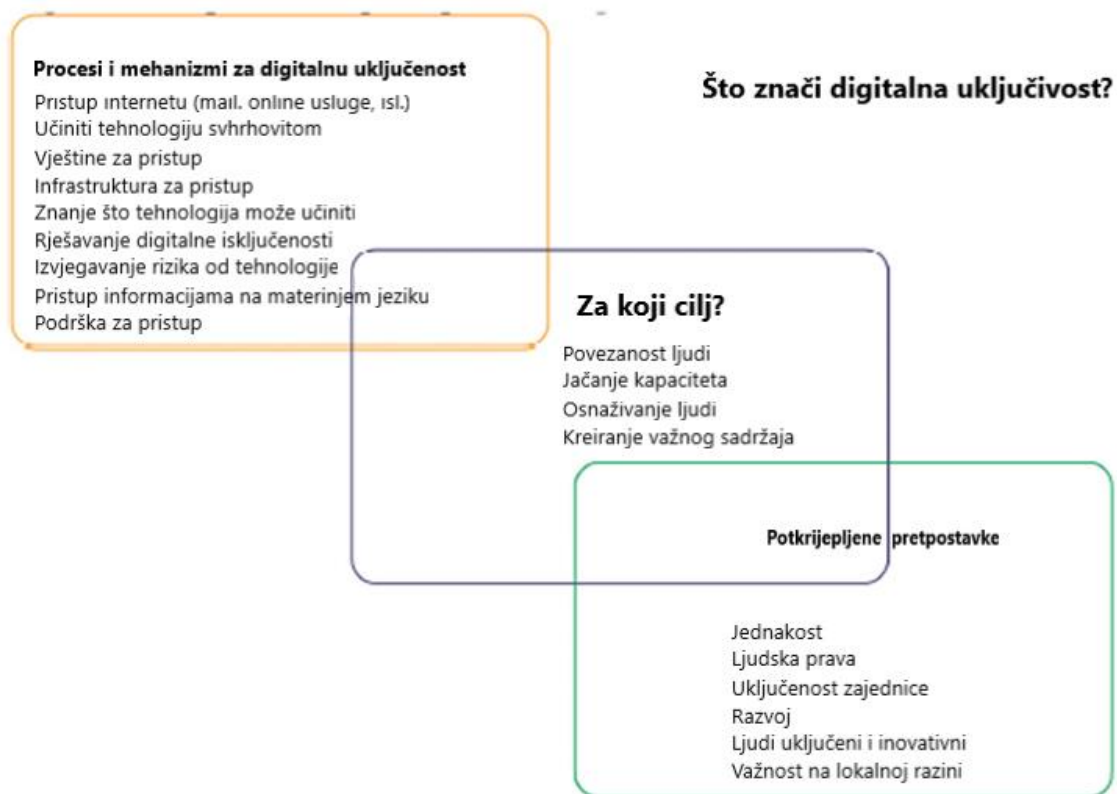 Procesi i mehanizmi za digitalnu uključenost
Pristup internetu (mail. online usluge, isl.)
Učiniti tehnologiju svhrhovitom
Vještine za pristup
Infrastruktura za pristup
Znanje što tehnologija može učiniti
Rješavanje digitalne isključenosti
Izvjegavanje rizika od tehnologije
Pristup informacijama na materinjem jeziku
Podrška za pristup
Što znači digitalna uključivost?
Za koji cilj?
Povezanost ljudi
Jačanje kapaciteta
Osnaživanje ljudi
Kreiranje važnog sadržaja
Potkrijepljene pretpostavke
Jednakost
Ljudska prava
Uključenost zajednice
Razvoj
Ljudi uključeni i inovativni
Važnost na lokalnoj razini